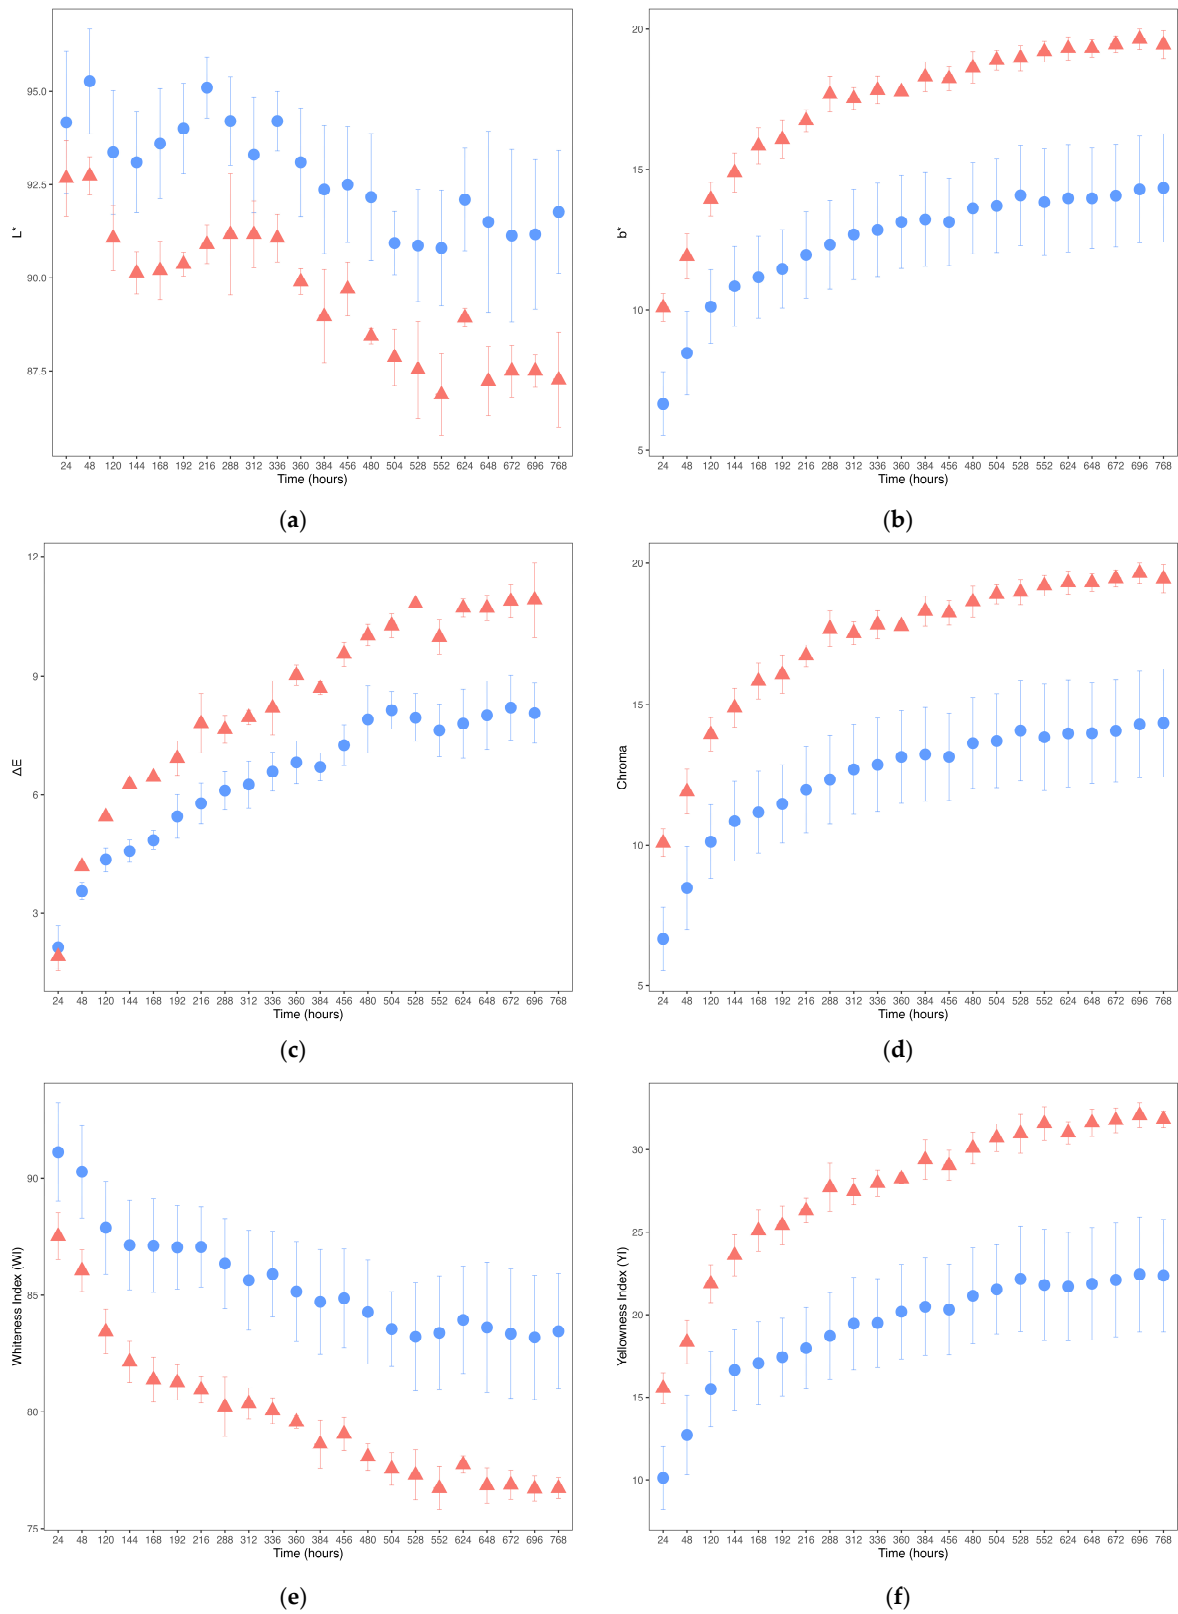 95.0
92.5
90.0
87.5
L*
24 48 120 144 168 192 216 288 312 336 360 384 456 480 504 528 552 624 648 672 696 768
Time (hours)
(a)
20
15
10
5
b*
24 48 120 144 168 192 216 288 312 336 360 384 456 480 504 528 552 624 648 672 696 768
Time (hours)
(b)
12
9
6
3
ΔE
24 48 120 144 168 192 216 288 312 336 360 384 456 480 504 528 552 624 648 672 696 768
Time (hours)
(c)
20
15
10
5
Chroma
24 48 120 144 168 192 216 288 312 336 360 384 456 480 504 528 552 624 648 672 696 768
Time (hours)
(d)
90
85
80
75
Whiteness Index (WI)
24 48 120 144 168 192 216 288 312 336 360 384 456 480 504 528 552 624 648 672 696 768
Time (hours)
(e)
30
25
20
15
10
Yellowness Index (YI)
24 48 120 144 168 192 216 288 312 336 360 384 456 480 504 528 552 624 648 672 696 768
Time (hours)
(f)